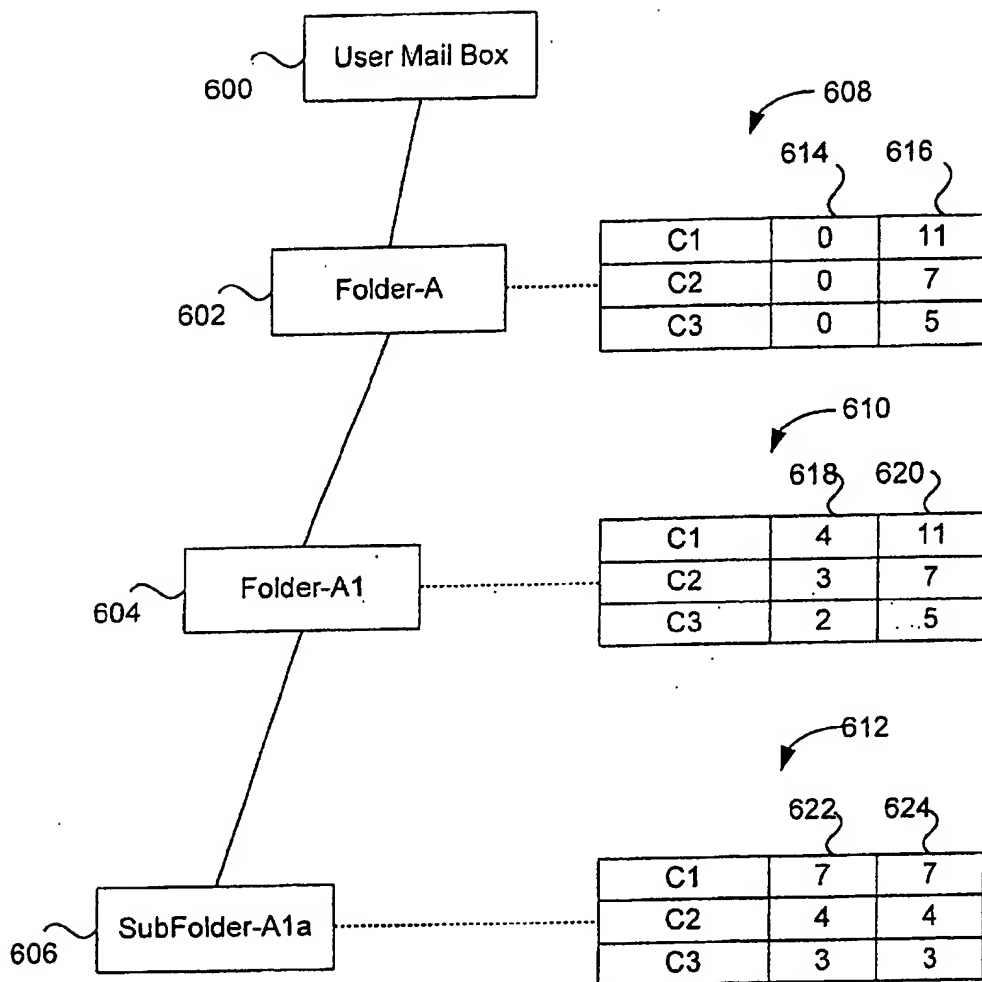 User Mail Box
600
608
614 616
C1 0 11
C2 0 7
C3 0 5
Folder-A
602
610
618 620
C1 4 11
C2 3 7
C3 2 5
Folder-A1
604
612
622 624
C1 7 7
C2 4 4
C3 3 3
SubFolder-A1a
606